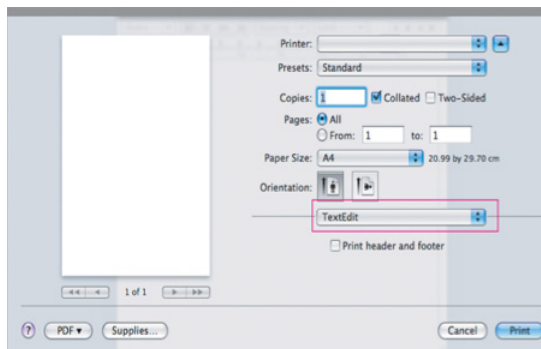 Printer:
Presets: Standard
Copies: 1 Collated Two-Sided
Pages: All
From: 1 to: 1
Paper Size: A4 20.99 by 29.70 cm
Orientation:
TextEdit
Print header and footer
1 of 1
? PDF Supplies... Cancel Print